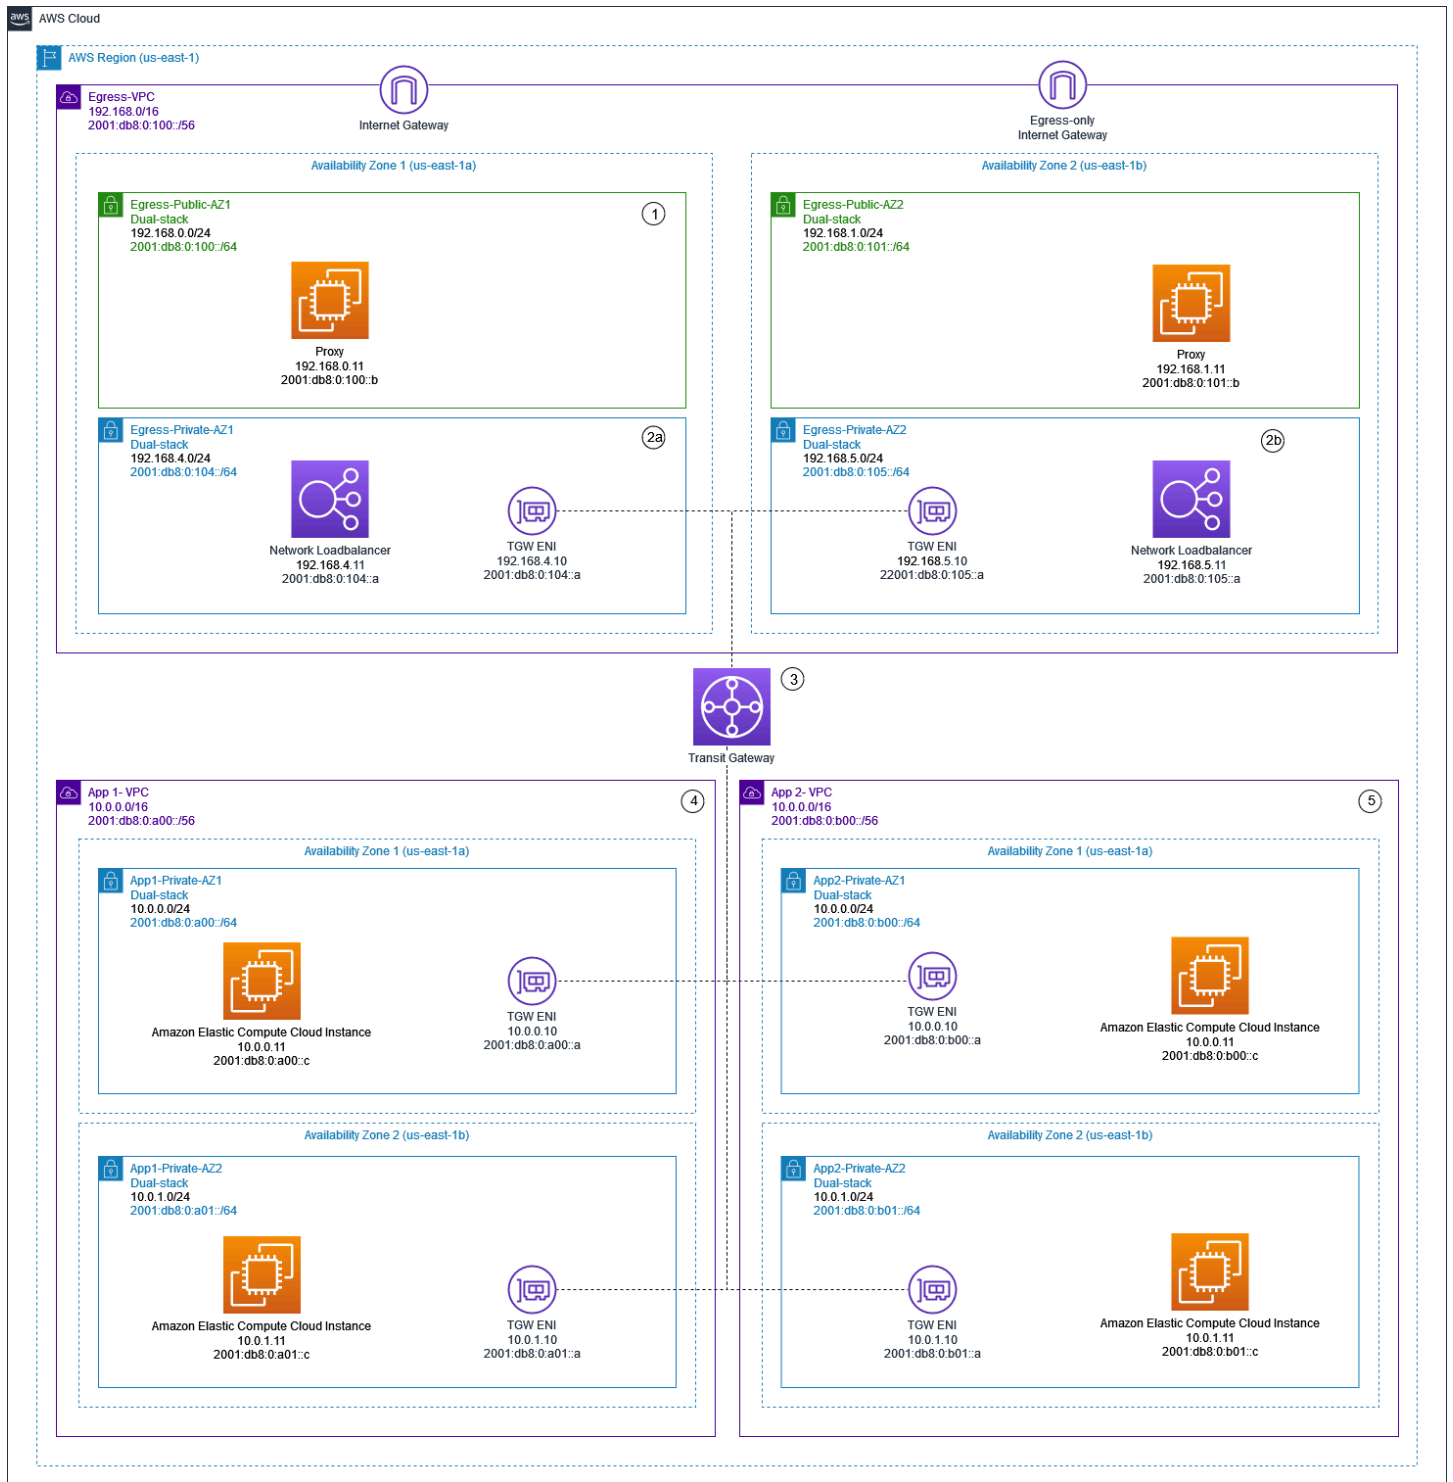 aws
AWS Cloud
AWS Region (us-east-1)
Egress-VPC
192.168.0/16
2001:db8:0:100::/56
Internet Gateway
Egress-only
Internet Gateway
Availability Zone 1 (us-east-1a)
Egress-Public-AZ1
Dual-stack
192.168.0.0/24
2001:db8:0:100::/64
1
Proxy
192.168.0.11
2001:db8:0:100::b
Availability Zone 2 (us-east-1b)
Egress-Public-AZ2
Dual-stack
192.168.1.0/24
2001:db8:0:101::/64
Proxy
192.168.1.11
2001:db8:0:101::b
Egress-Private-AZ1
Dual-stack
192.168.4.0/24
2001:db8:0:104::/64
2a
Network Loadbalancer
192.168.4.11
2001:db8:0:104::a
TGW ENI
192.168.4.10
2001:db8:0:104::a
Egress-Private-AZ2
Dual-stack
192.168.5.0/24
2001:db8:0:105::/64
2b
TGW ENI
192.168.5.10
22001:db8:0:105::a
Network Loadbalancer
192.168.5.11
2001:db8:0:105::a
3
Transit Gateway
App 1- VPC
10.0.0.0/16
2001:db8:0:a00::/56
4
Availability Zone 1 (us-east-1a)
App1-Private-AZ1
Dual-stack
10.0.0.0/24
2001:db8:0:a00::/64
Amazon Elastic Compute Cloud Instance
10.0.0.11
2001:db8:0:a00::c
TGW ENI
10.0.0.10
2001:db8:0:a00::a
Availability Zone 2 (us-east-1b)
App1-Private-AZ2
Dual-stack
10.0.1.0/24
2001:db8:0:a01::/64
Amazon Elastic Compute Cloud Instance
10.0.1.11
2001:db8:0:a01::c
TGW ENI
10.0.1.10
2001:db8:0:a01::a
App 2- VPC
10.0.0.0/16
2001:db8:0:b00::/56
5
Availability Zone 1 (us-east-1a)
App2-Private-AZ1
Dual-stack
10.0.0.0/24
2001:db8:0:b00::/64
TGW ENI
10.0.0.10
2001:db8:0:b00::a
Amazon Elastic Compute Cloud Instance
10.0.0.11
2001:db8:0:b00::c
Availability Zone 2 (us-east-1b)
App2-Private-AZ2
Dual-stack
10.0.1.0/24
2001:db8:0:b01::/64
TGW ENI
10.0.1.10
2001:db8:0:b01::a
Amazon Elastic Compute Cloud Instance
10.0.1.11
2001:db8:0:b01::c